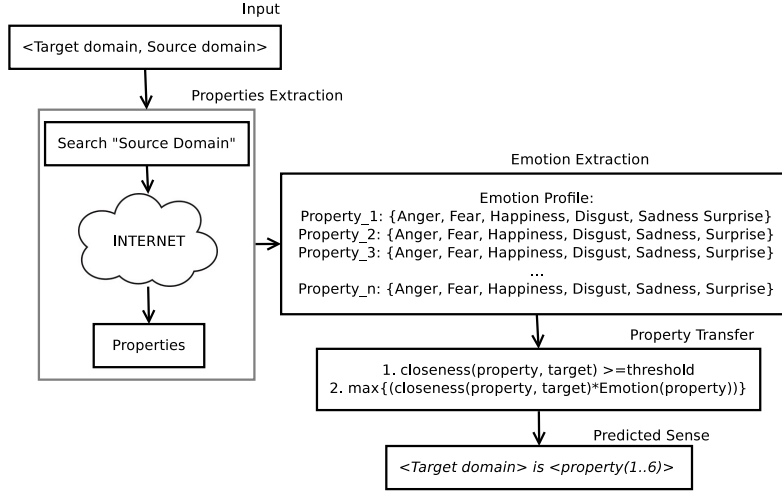 Input
<Target domain, Source domain>
Properties Extraction
Search "Source Domain"
INTERNET
Properties
Emotion Extraction
Emotion Profile:
Property_1: {Anger, Fear, Happiness, Disgust, Sadness Surprise}
Property_2: {Anger, Fear, Happiness, Disgust, Sadness, Surprise}
Property_3: {Anger, Fear, Happiness, Disgust, Sadness, Surprise}
...
Property_n: {Anger, Fear, Happiness, Disgust, Sadness, Surprise}
Property Transfer
1. closeness(property, target) >=threshold
2. max{(closeness(property, target)*Emotion(property))}
Predicted Sense
<Target domain> is <property(1..6)>